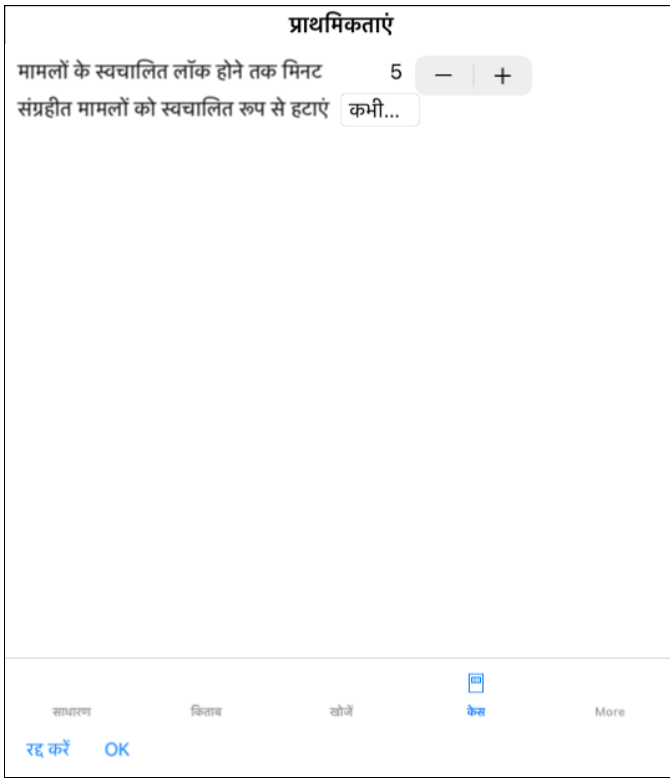 प्राथमिकताएं
मामलों के स्वचालित लॉक होने तक मिनट 5 − +
संग्रहीत मामलों को स्वचालित रूप से हटाएं कभी...
साधारण किताब खोजें केस More
रद्द करें OK